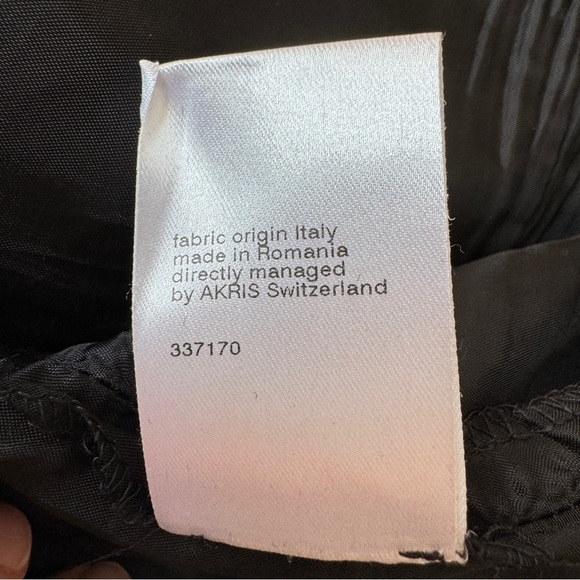 fabric origin Italy
made in Romania
directly managed
by AKRIS Switzerland
337170